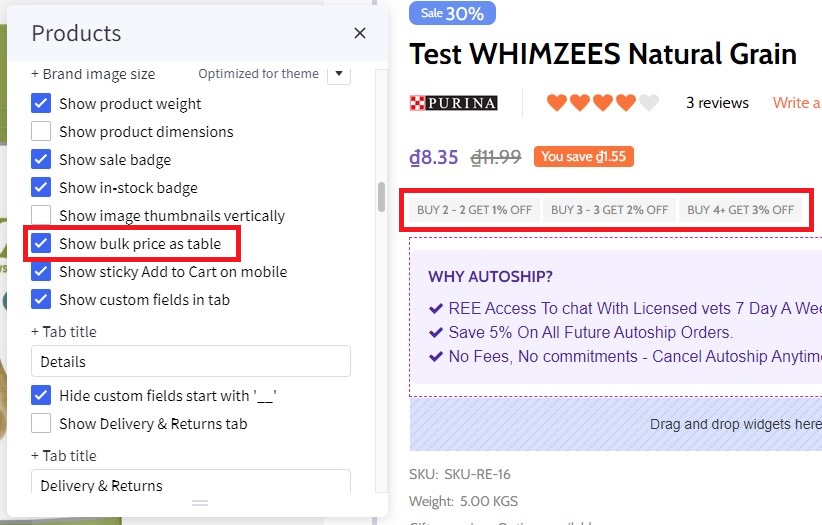 Products
+ Brand image size Optimized for theme
Show product weight
Show product dimensions
Show sale badge
Show in-stock badge
Show image thumbnails vertically
Show bulk price as table
Show sticky Add to Cart on mobile
Show custom fields in tab
+ Tab title
Details
Hide custom fields start with '__'
Show Delivery & Returns tab
+ Tab title
Delivery & Returns
Sale 30%
Test WHIMZEES Natural Grain
PURINA 3 reviews Write a
₫8.35 ₫11.99 You save ₫1.55
BUY 2 - 2 GET 1% OFF BUY 3 - 3 GET 2% OFF BUY 4+ GET 3% OFF
WHY AUTOSHIP?
REE Access To chat With Licensed vets 7 Day A Wee
Save 5% On All Future Autoship Orders.
No Fees, No commitments - Cancel Autoship Anytim
Drag and drop widgets here
SKU: SKU-RE-16
Weight: 5.00 KGS